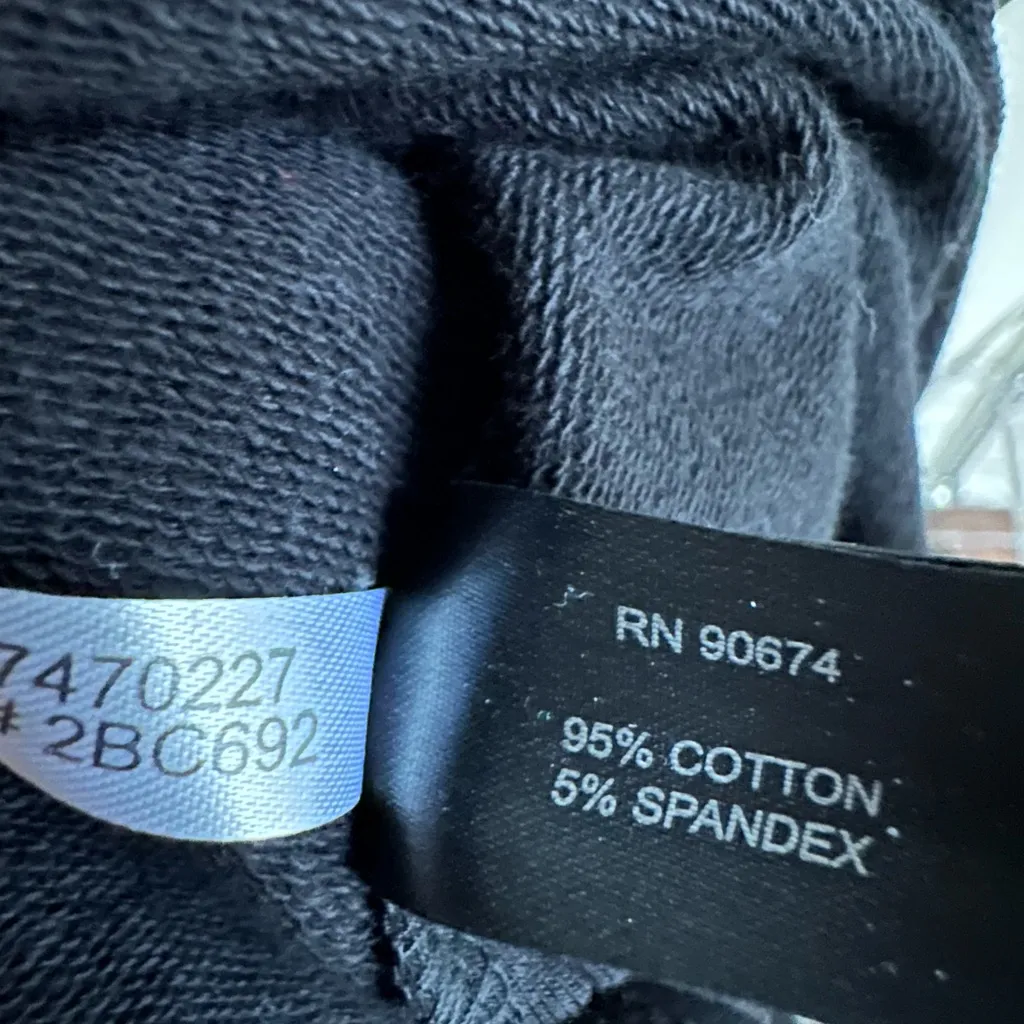 7470227
# 2BC692
RN 90674
95% COTTON
5% SPANDEX